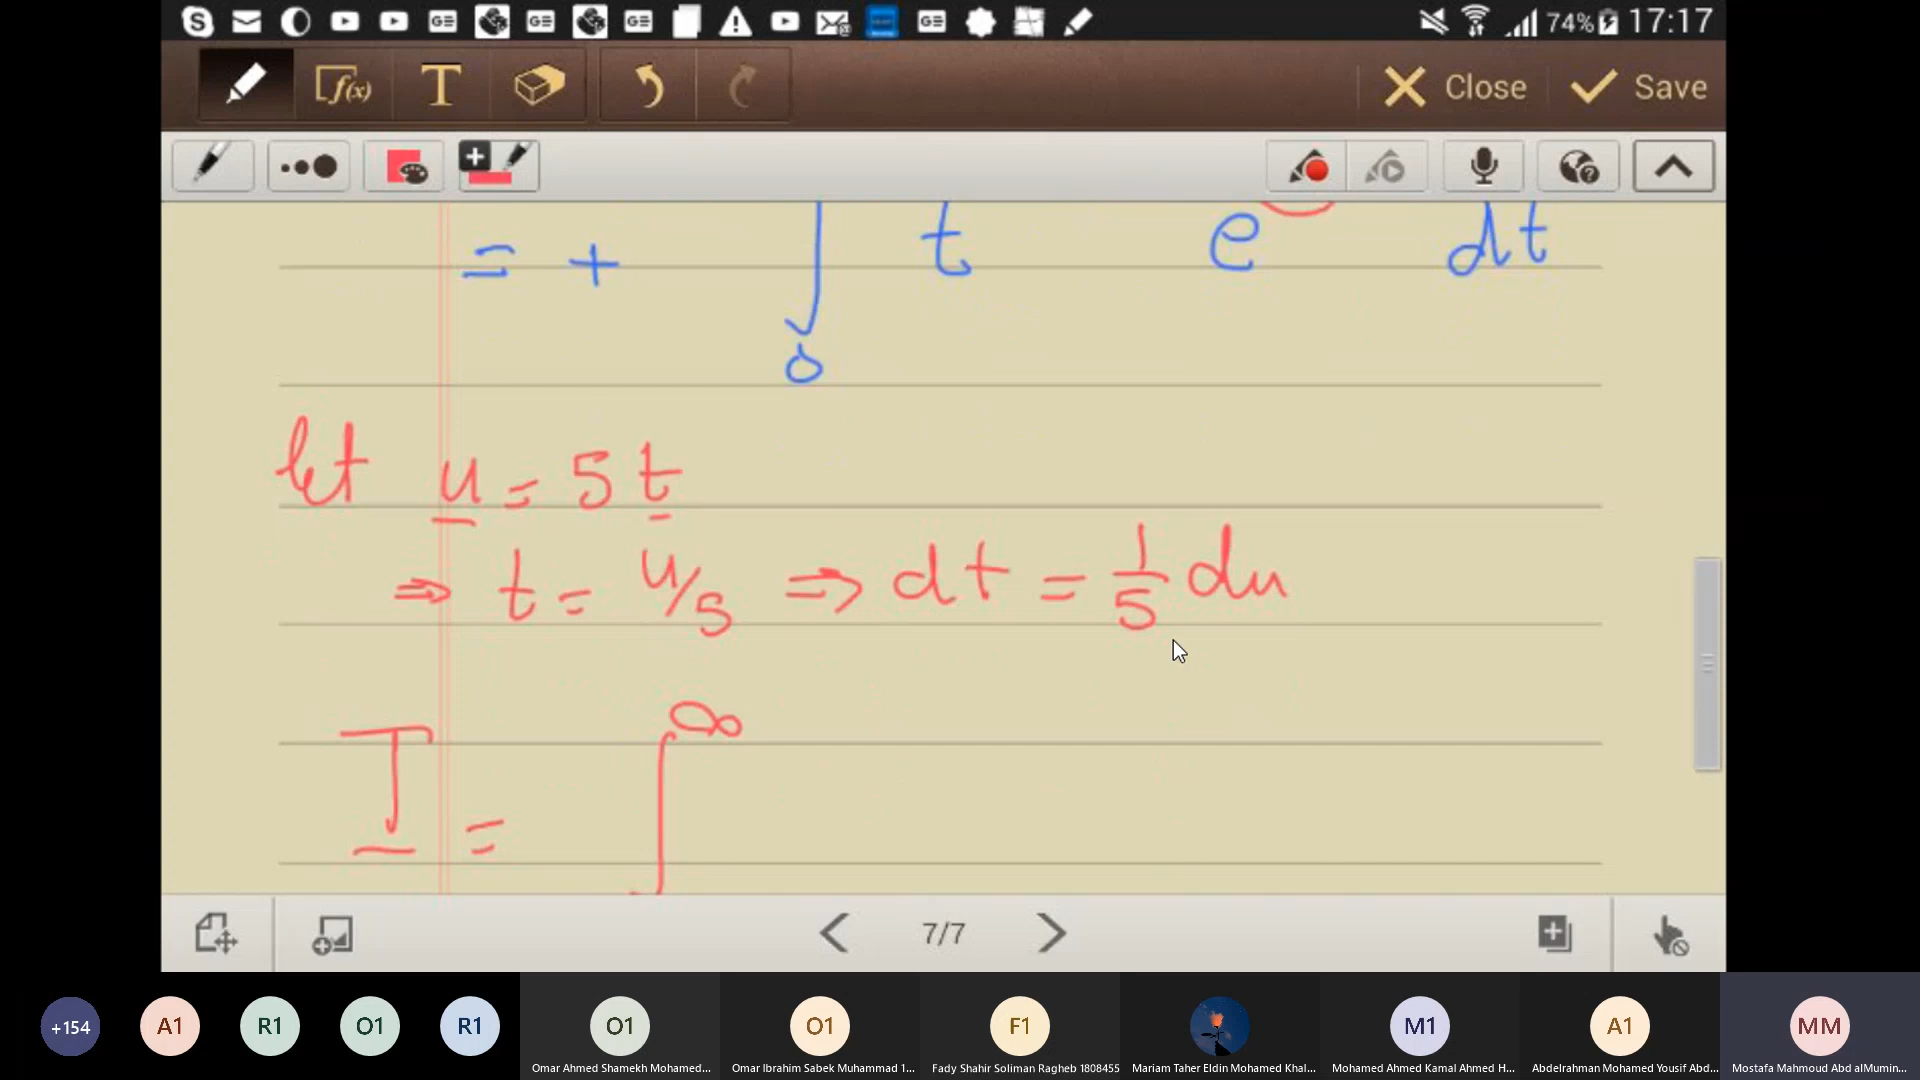 74% 17:17
T Close Save
= + ∫ t e dt
0
let u = 5t
⇒ t = u/5 ⇒ dt = 1/5 du
I = ∫ ∞
7/7
+154 A1 R1 O1 R1 O1 O1 F1 M1 A1 MM
Omar Ahmed Shamekh Mohamed... Omar Ibrahim Sabek Muhammad 1... Fady Shahir Soliman Ragheb 1808455 Mariam Taher Eldin Mohamed Khal... Mohamed Ahmed Kamal Ahmed H... Abdelrahman Mohamed Yousif Abd... Mostafa Mahmoud Abd alMumin...